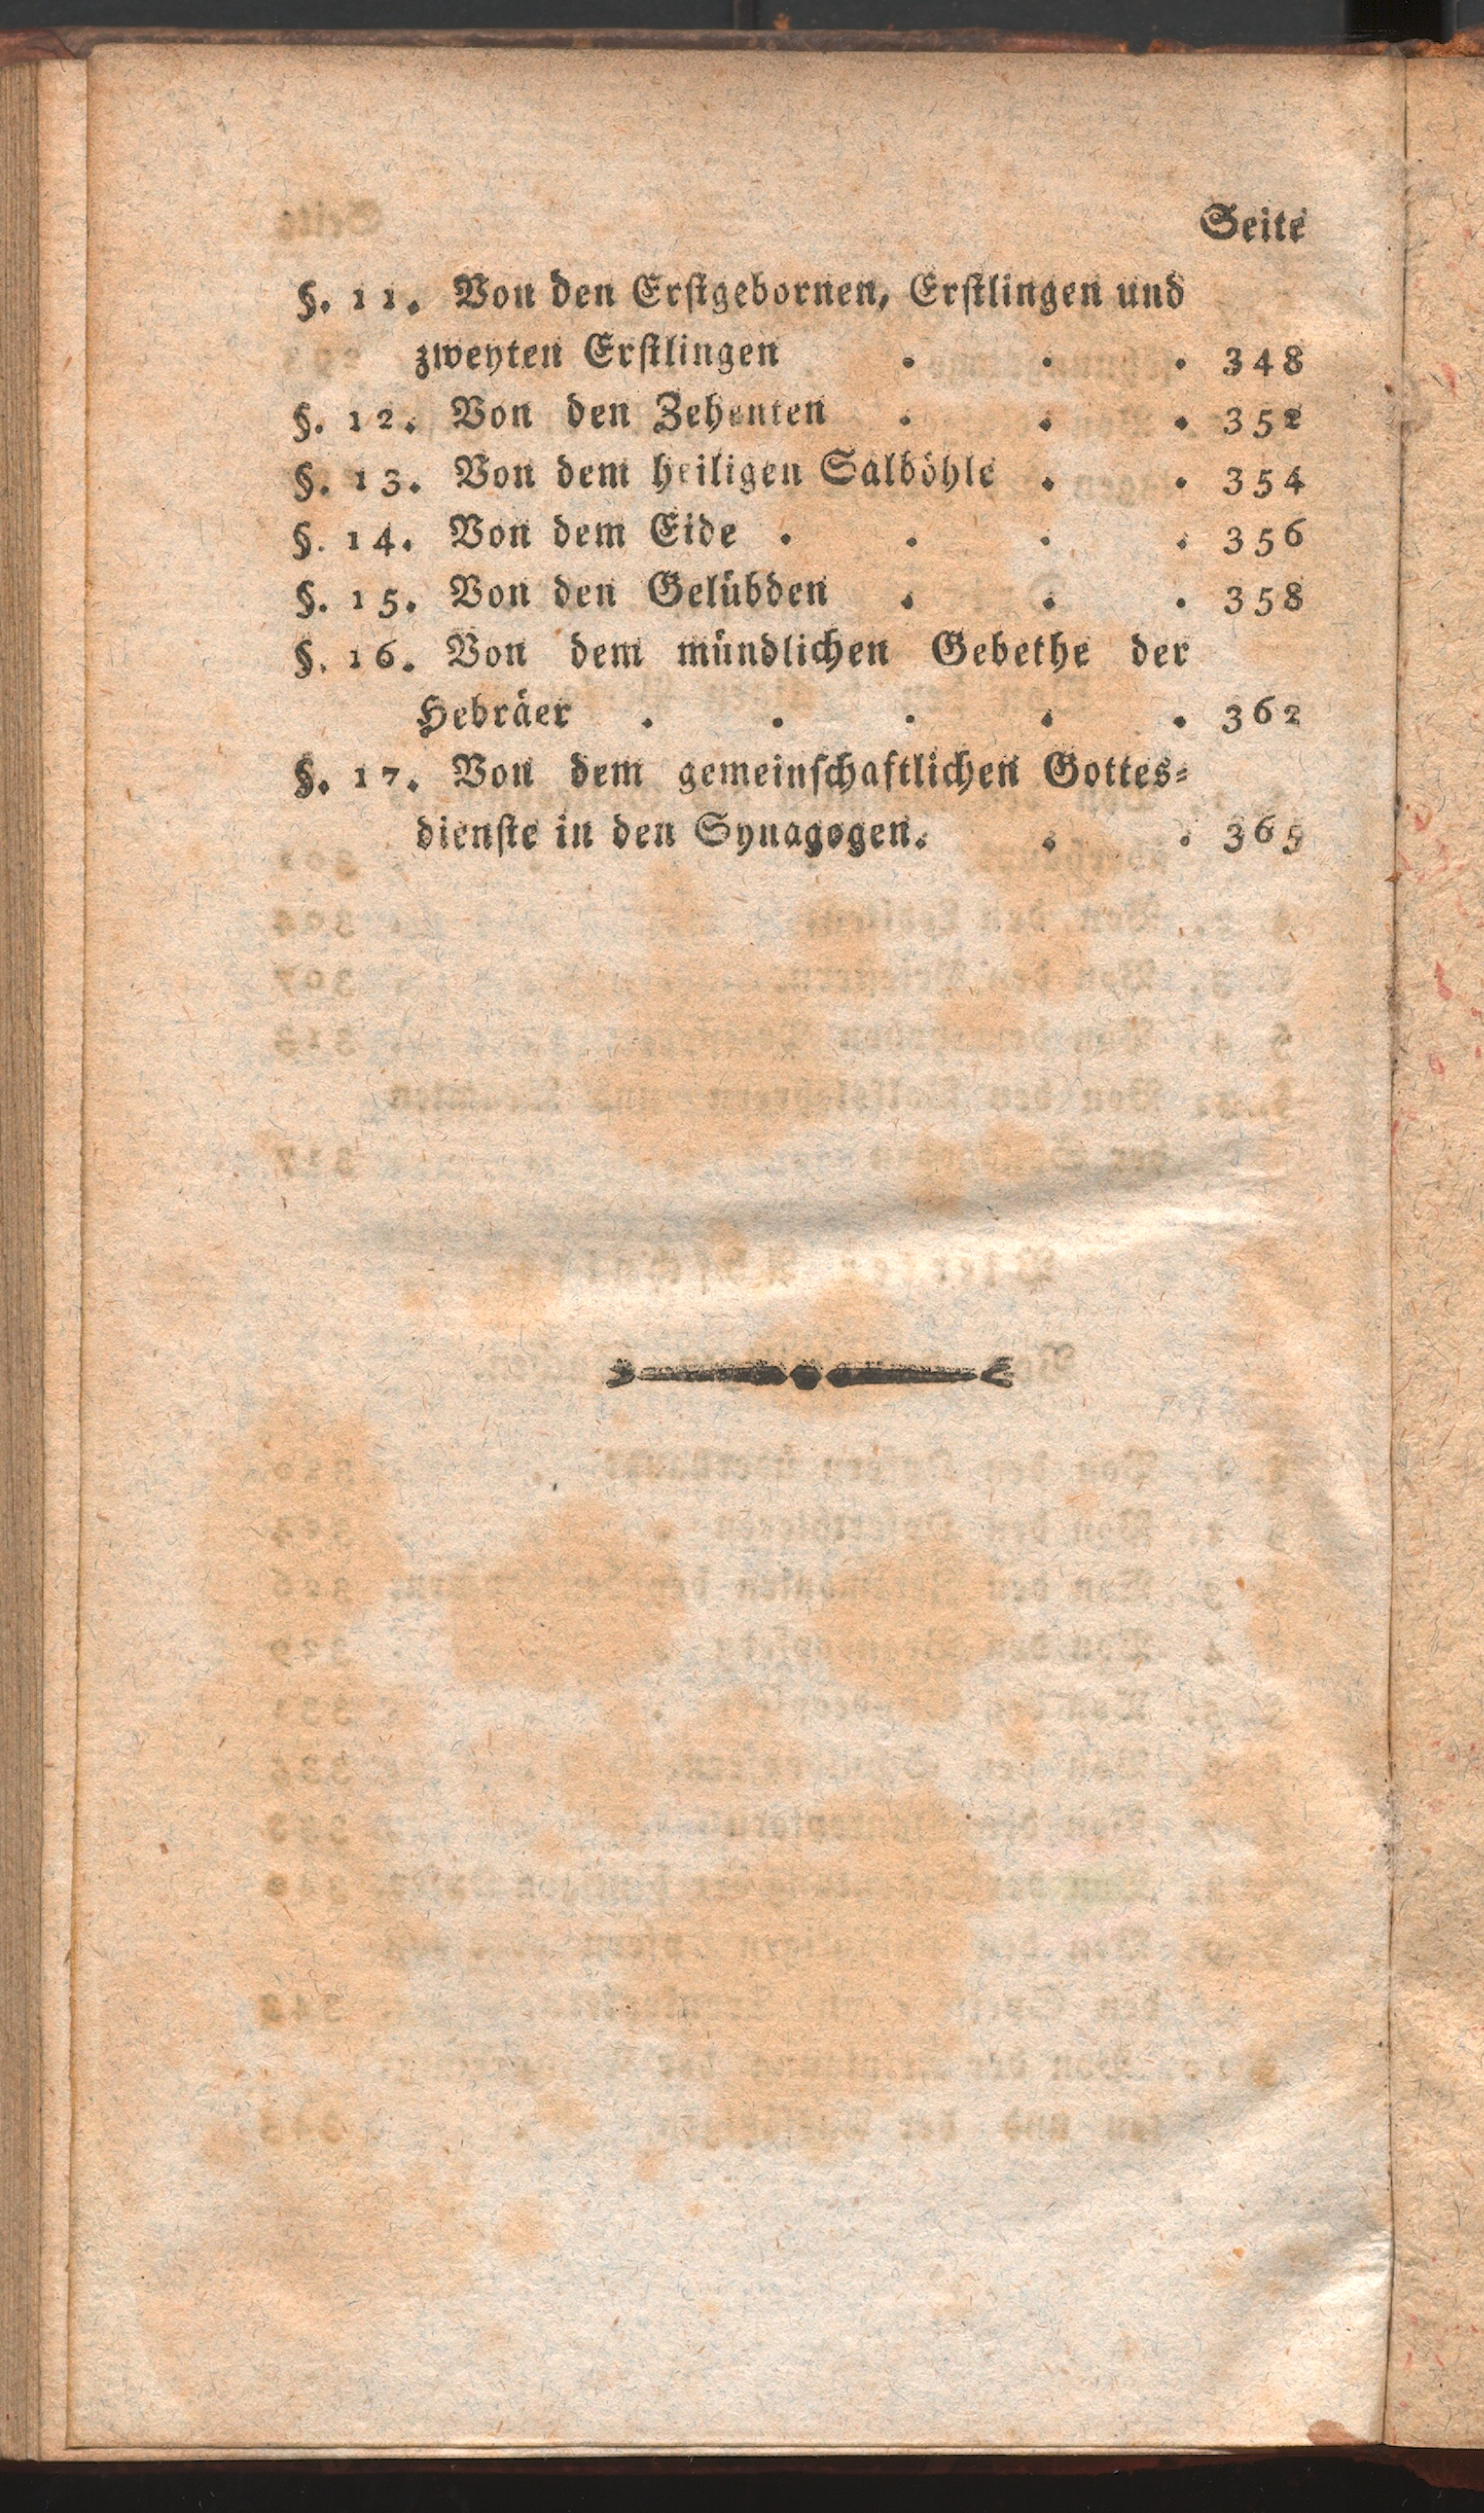 Seite
§. 11. Von den Erstgebornen, Erstlingen und
zweyten Erstlingen . . . 348
§. 12. Von den Zehenten . . . 352
§. 13. Von dem heiligen Salböhle . . 354
§. 14. Von dem Eide . . . . 356
§. 15. Von den Gelübden . . . 358
§. 16. Von dem mündlichen Gebethe der
Hebräer . . . . . 362
§. 17. Von dem gemeinschaftlichen Gottes-
dienste in den Synagogen. . . 365